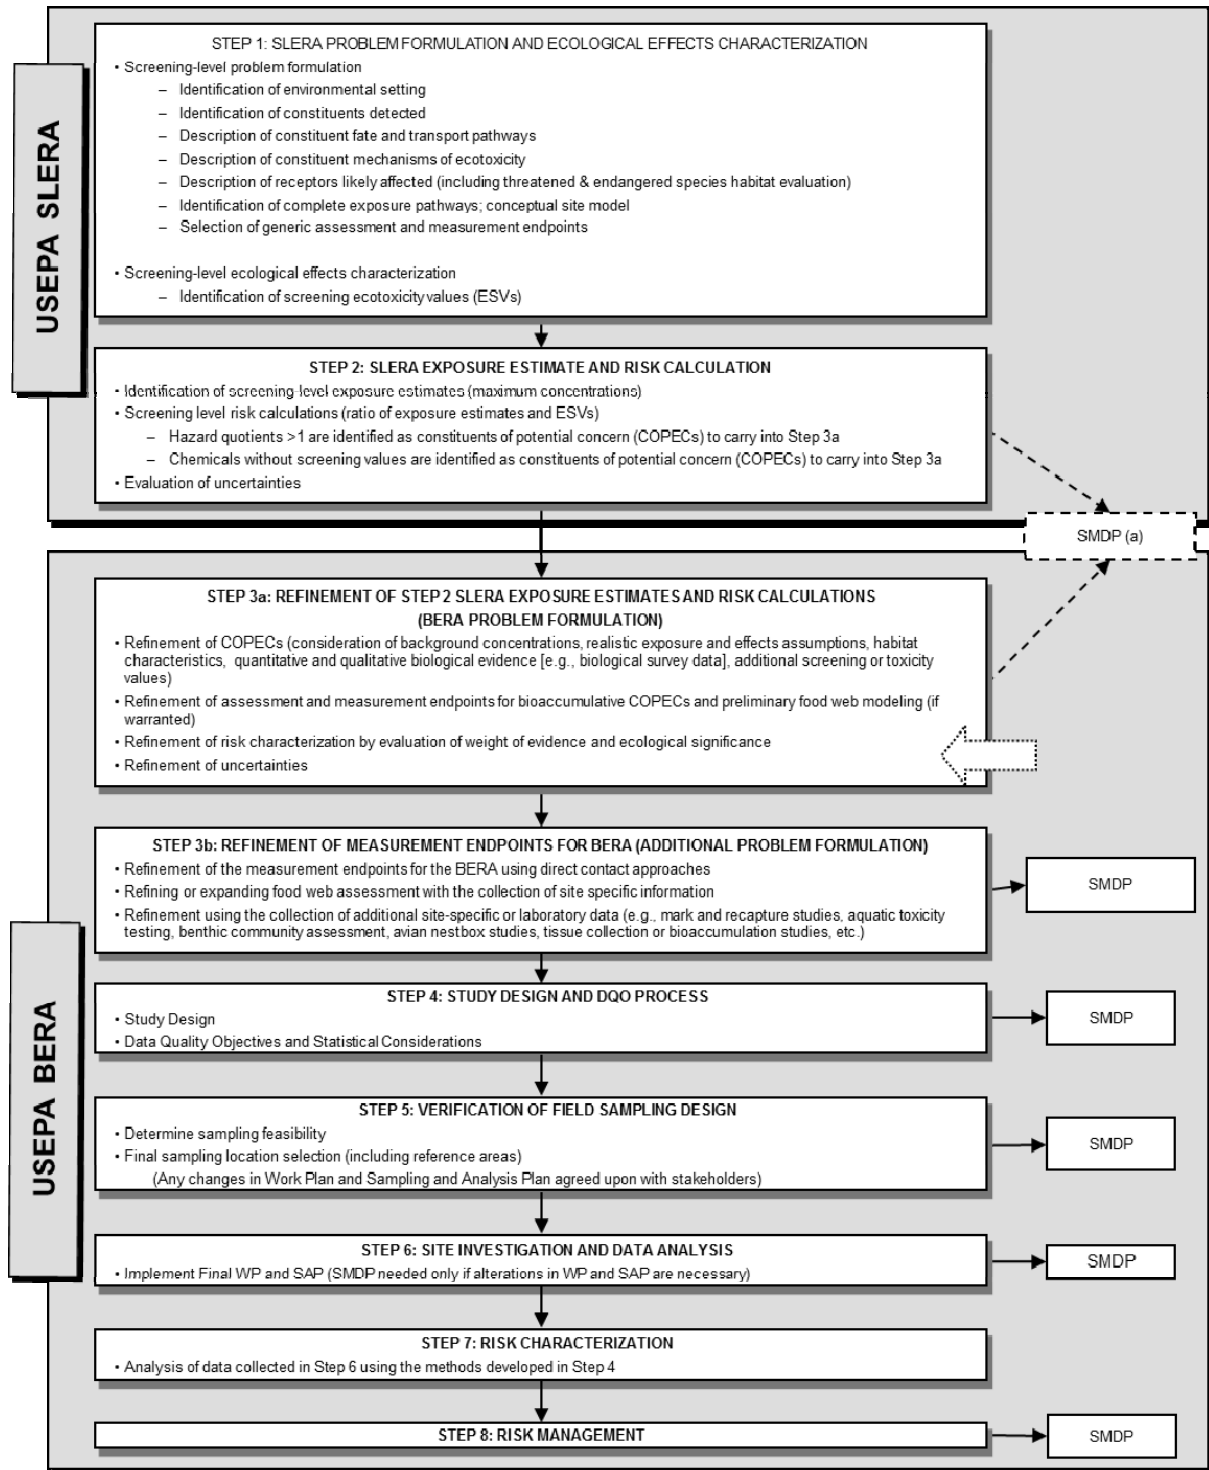 USEPA SLERA
STEP 1: SLERA PROBLEM FORMULATION AND ECOLOGICAL EFFECTS CHARACTERIZATION
• Screening-level problem formulation
– Identification of environmental setting
– Identification of constituents detected
– Description of constituent fate and transport pathways
– Description of constituent mechanisms of ecotoxicity
– Description of receptors likely affected (including threatened & endangered species habitat evaluation)
– Identification of complete exposure pathways; conceptual site model
– Selection of generic assessment and measurement endpoints
• Screening-level ecological effects characterization
– Identification of screening ecotoxicity values (ESVs)
STEP 2: SLERA EXPOSURE ESTIMATE AND RISK CALCULATION
• Identification of screening-level exposure estimates (maximum concentrations)
• Screening level risk calculations (ratio of exposure estimates and ESVs)
– Hazard quotients >1 are identified as constituents of potential concern (COPECs) to carry into Step 3a
– Chemicals without screening values are identified as constituents of potential concern (COPECs) to carry into Step 3a
• Evaluation of uncertainties
SMDP (a)
USEPA BERA
STEP 3a: REFINEMENT OF STEP 2 SLERA EXPOSURE ESTIMATES AND RISK CALCULATIONS
(BERA PROBLEM FORMULATION)
• Refinement of COPECs (consideration of background concentrations, realistic exposure and effects assumptions, habitat
characteristics, quantitative and qualitative biological evidence [e.g., biological survey data], additional screening or toxicity
values)
• Refinement of assessment and measurement endpoints for bioaccumulative COPECs and preliminary food web modeling (if
warranted)
• Refinement of risk characterization by evaluation of weight of evidence and ecological significance
• Refinement of uncertainties
STEP 3b: REFINEMENT OF MEASUREMENT ENDPOINTS FOR BERA (ADDITIONAL PROBLEM FORMULATION)
• Refinement of the measurement endpoints for the BERA using direct contact approaches
• Refining or expanding food web assessment with the collection of site specific information
• Refinement using the collection of additional site-specific or laboratory data (e.g., mark and recapture studies, aquatic toxicity
testing, benthic community assessment, avian nestbox studies, tissue collection or bioaccumulation studies, etc.)
SMDP
STEP 4: STUDY DESIGN AND DQO PROCESS
• Study Design
• Data Quality Objectives and Statistical Considerations
SMDP
STEP 5: VERIFICATION OF FIELD SAMPLING DESIGN
• Determine sampling feasibility
• Final sampling location selection (including reference areas)
(Any changes in Work Plan and Sampling and Analysis Plan agreed upon with stakeholders)
SMDP
STEP 6: SITE INVESTIGATION AND DATA ANALYSIS
• Implement Final WP and SAP (SMDP needed only if alterations in WP and SAP are necessary)
SMDP
STEP 7: RISK CHARACTERIZATION
• Analysis of data collected in Step 6 using the methods developed in Step 4
STEP 8: RISK MANAGEMENT
SMDP